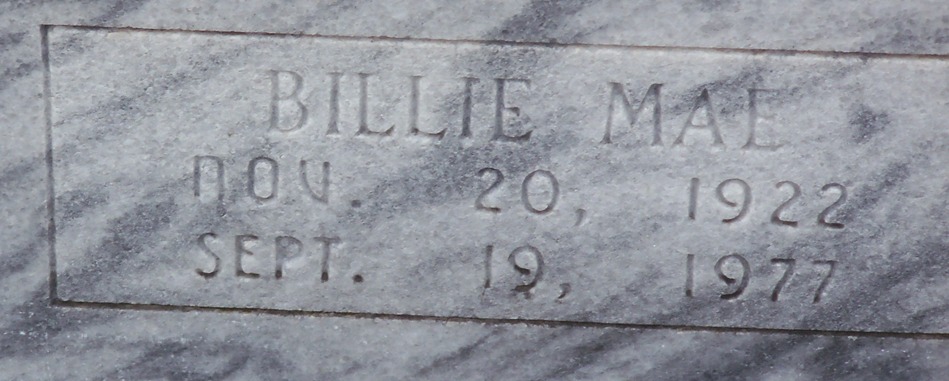 BILLIE MAE
NOV. 20, 1922
SEPT. 19, 1977